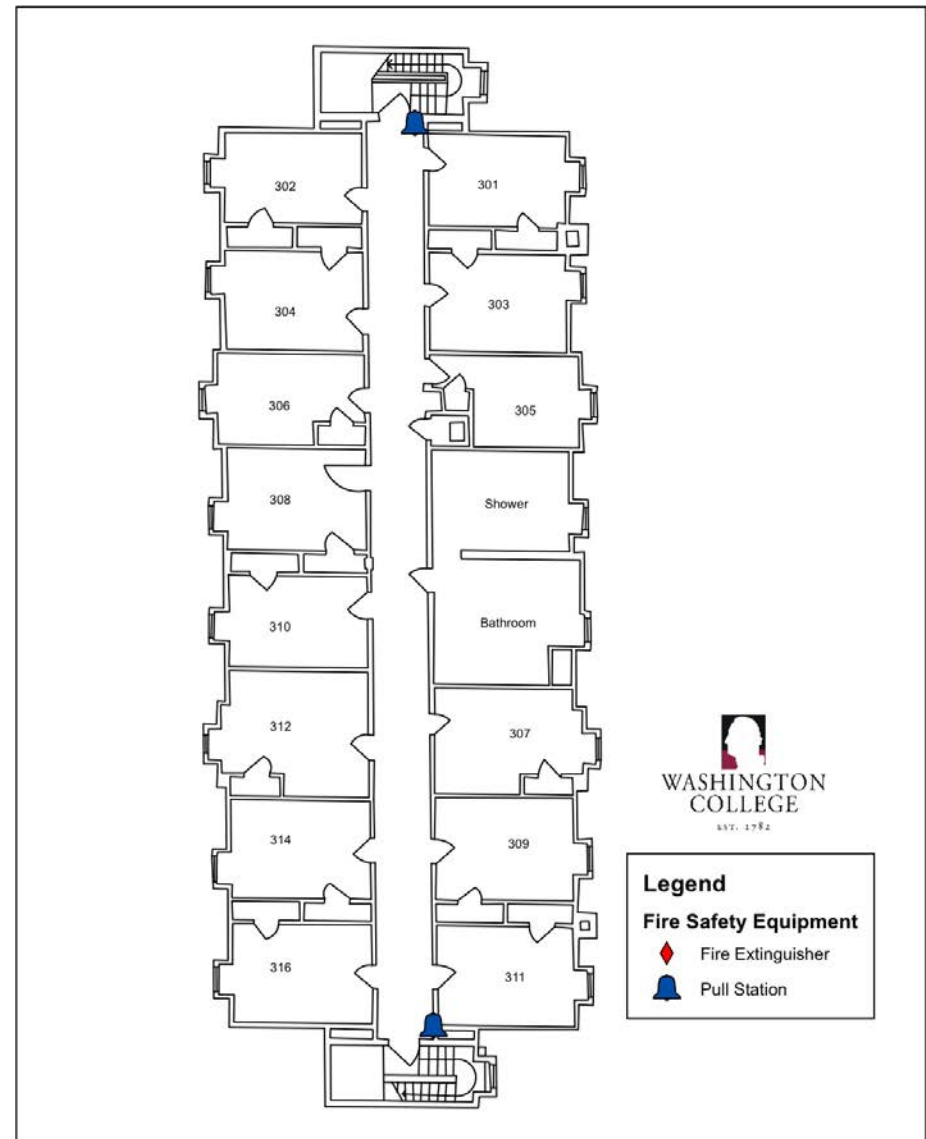 302
301
304
303
306
305
308
Shower
310
Bathroom
312
307
314
309
316
311
WASHINGTON
COLLEGE
EST. 1782
Legend
Fire Safety Equipment
Fire Extinguisher
Pull Station